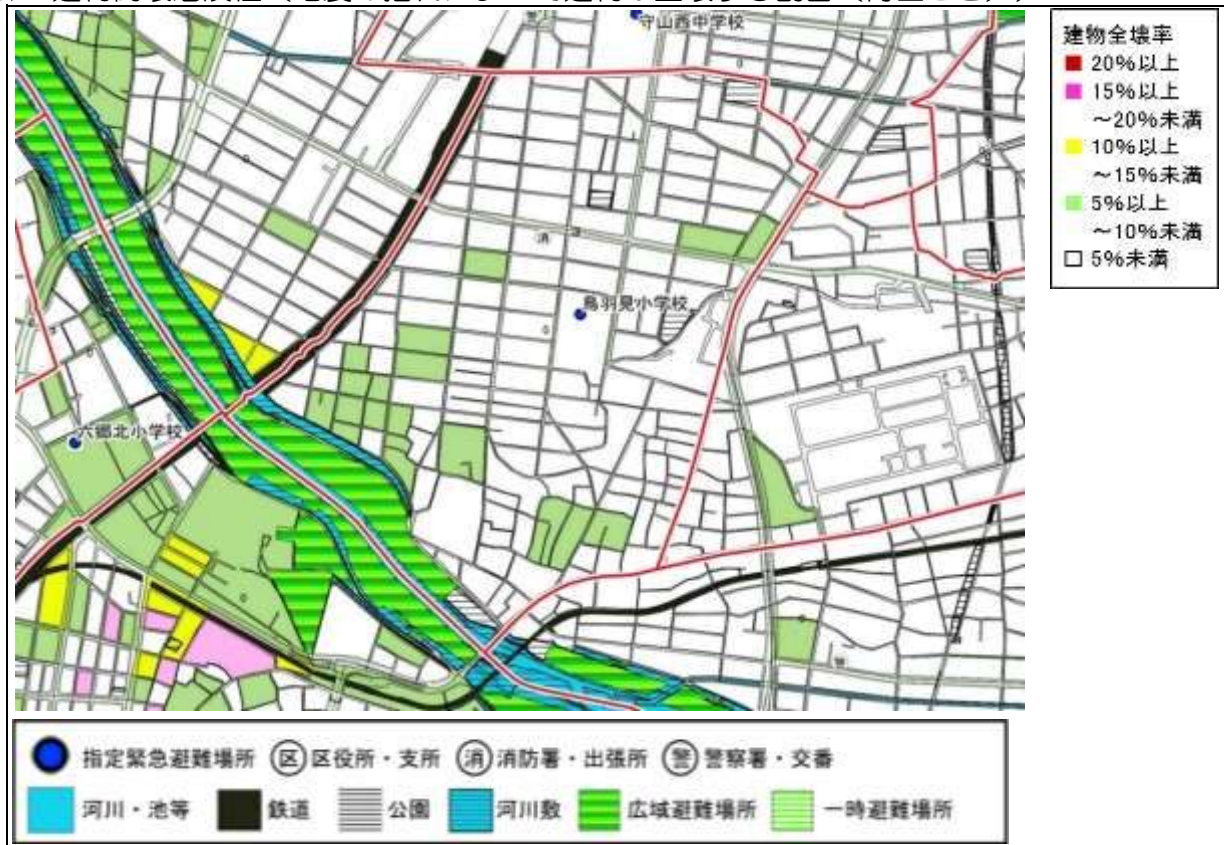 守山西中学校
鳥羽見小学校
六郷北小学校
消
建物全壊率
20%以上
15%以上
～20%未満
10%以上
～15%未満
5%以上
～10%未満
5%未満
指定緊急避難場所 区 区役所・支所 消 消防署・出張所 警 警察署・交番
河川・池等 鉄道 公園 河川敷 広域避難場所 一時避難場所